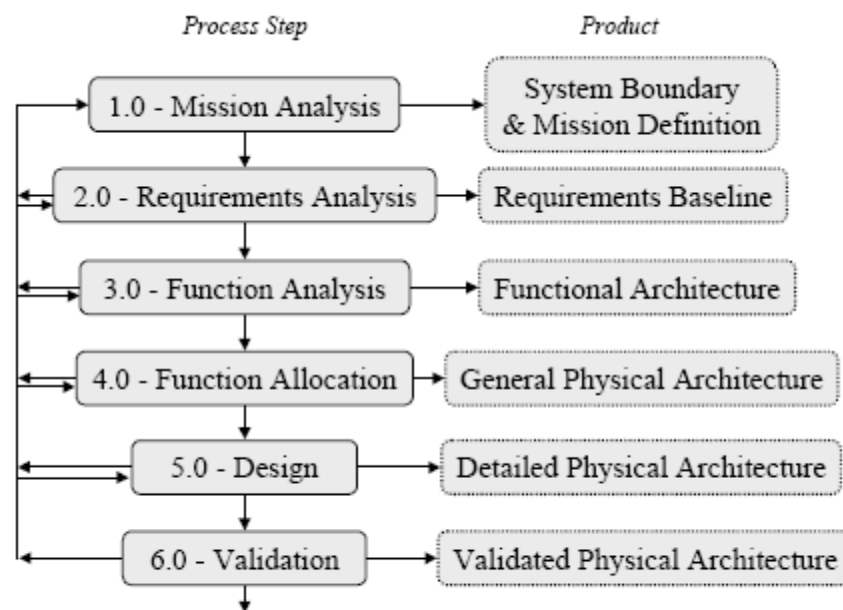 Process Step
Product
1.0 - Mission Analysis
System Boundary
& Mission Definition
2.0 - Requirements Analysis
Requirements Baseline
3.0 - Function Analysis
Functional Architecture
4.0 - Function Allocation
General Physical Architecture
5.0 - Design
Detailed Physical Architecture
6.0 - Validation
Validated Physical Architecture